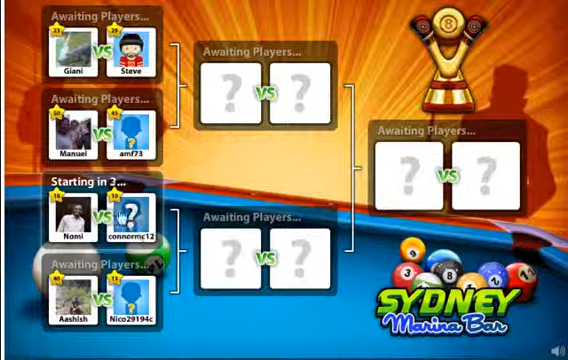 Awaiting Players...
VS
Giani
Steve
Awaiting Players...
VS
Manuel
amf73
Starting in 3...
VS
Nomi
connormc12
Awaiting Players...
VS
Aashish
Nico29194c
Awaiting Players...
? VS ?
Awaiting Players...
? VS ?
Awaiting Players...
? VS ?
8
SYDNEY
Marina Bar